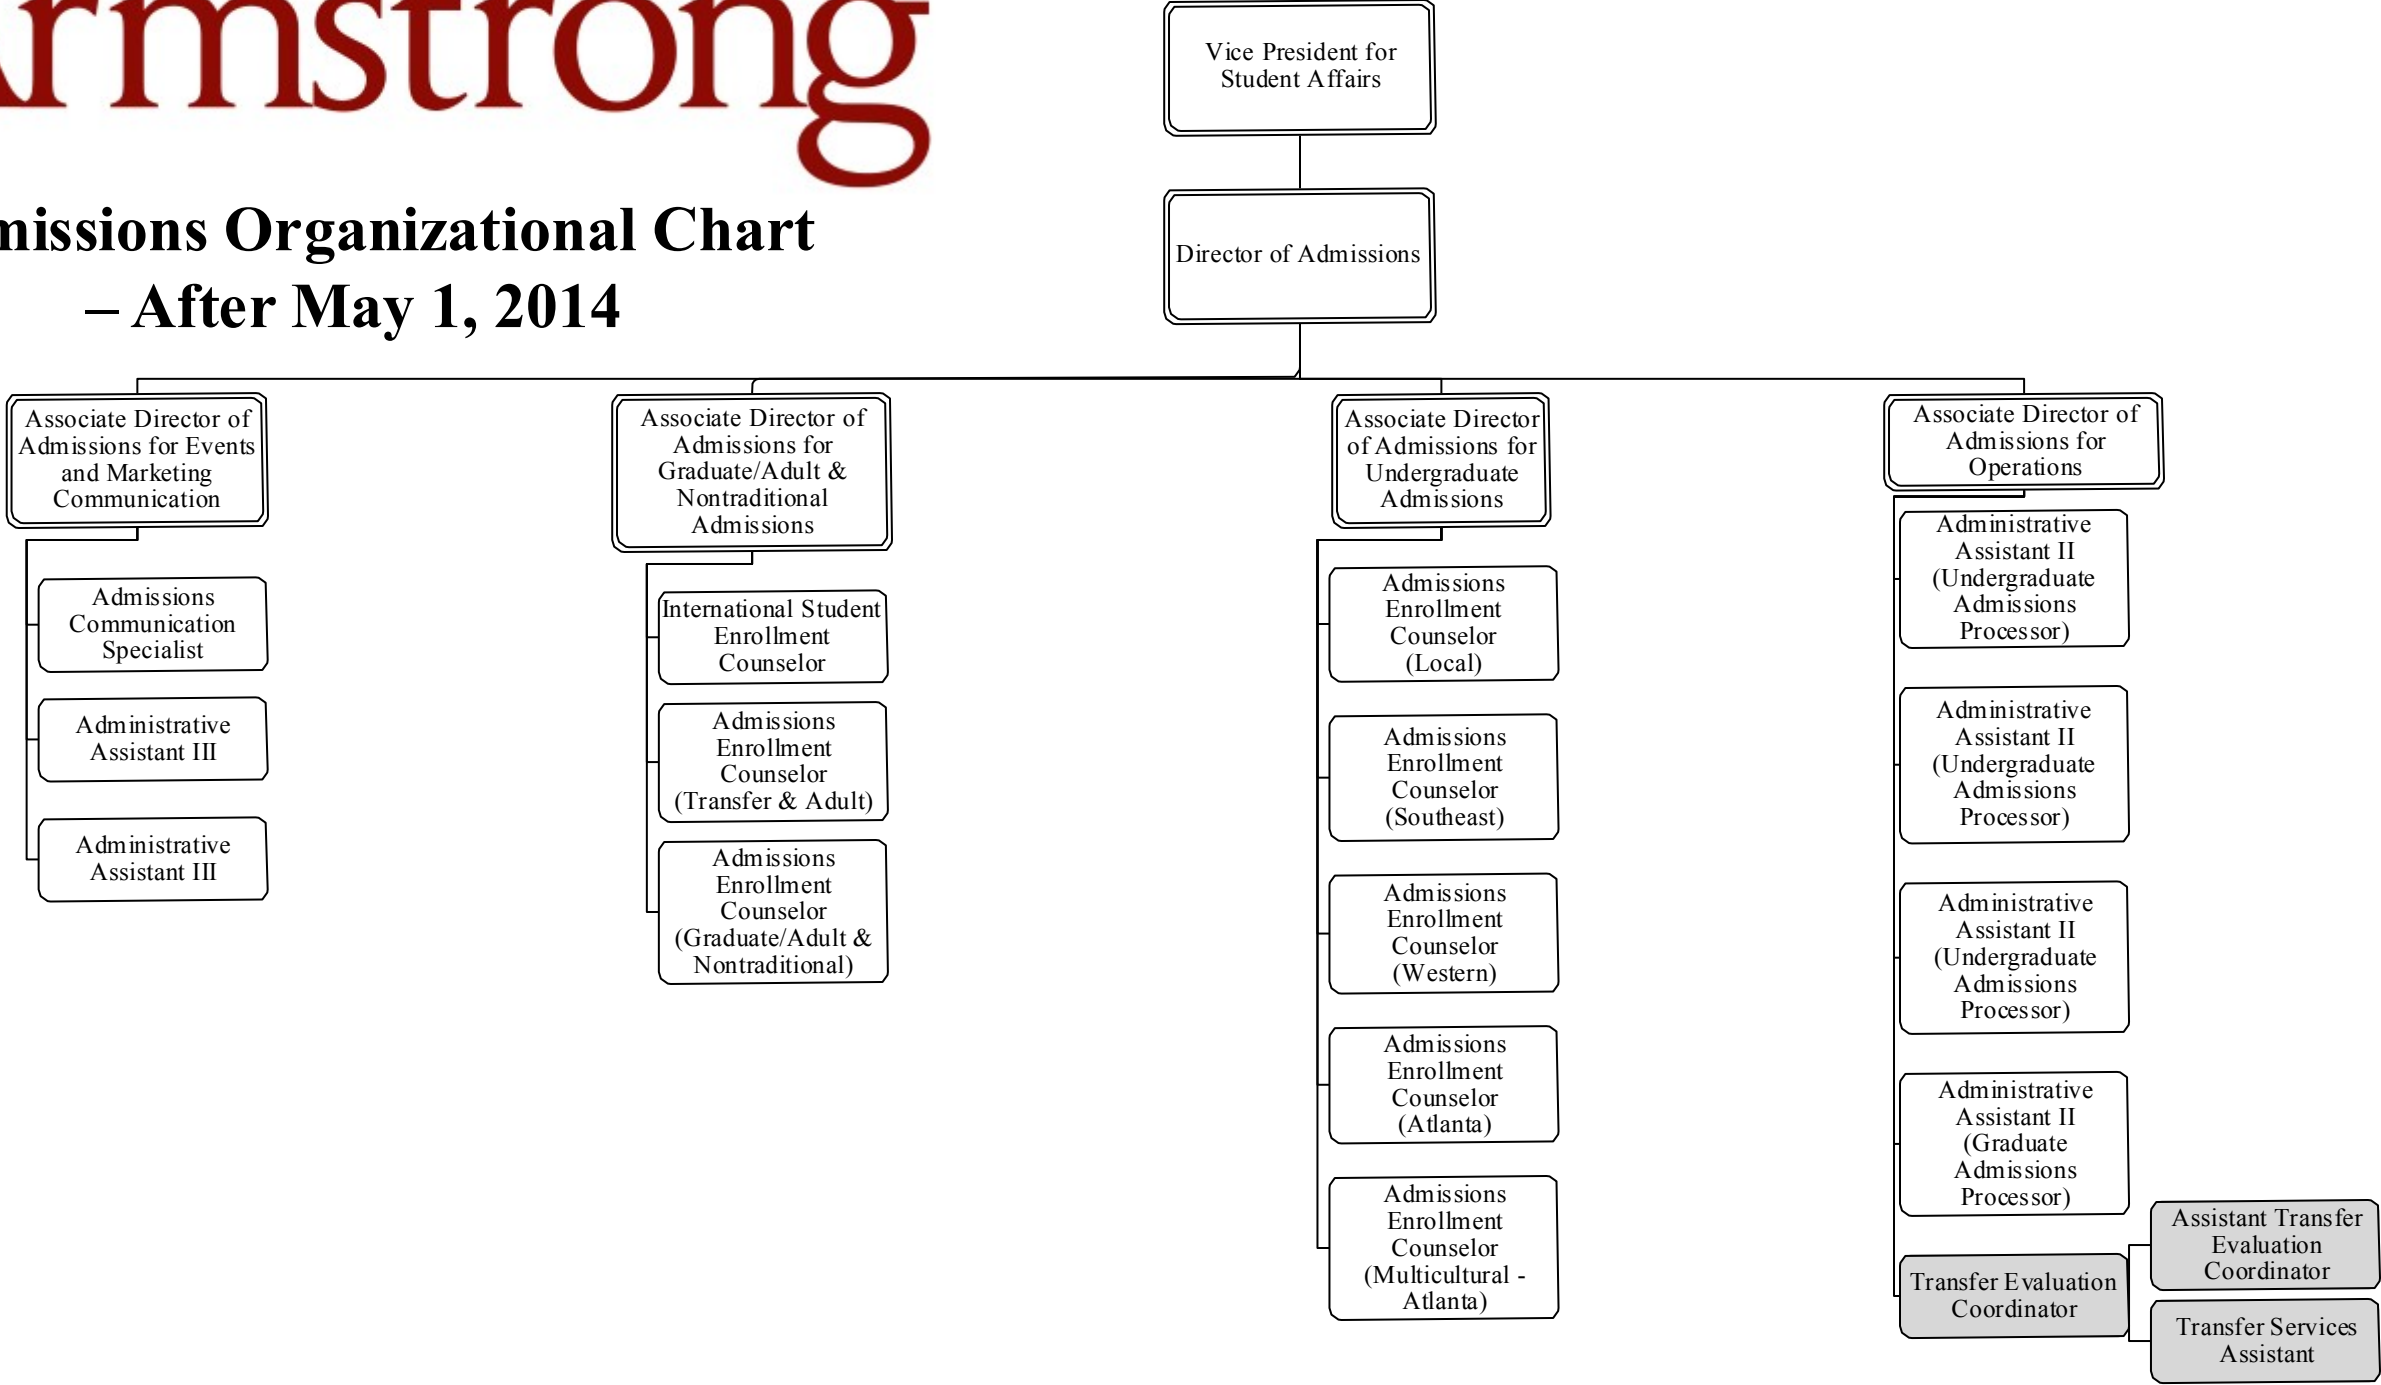 rmstrong
missions Organizational Chart
– After May 1, 2014
Vice President for
Student Affairs
Director of Admissions
Associate Director of
Admissions for Events
and Marketing
Communication
Admissions
Communication
Specialist
Administrative
Assistant III
Administrative
Assistant III
Associate Director of
Admissions for
Graduate/Adult &
Nontraditional
Admissions
International Student
Enrollment
Counselor
Admissions
Enrollment
Counselor
(Transfer & Adult)
Admissions
Enrollment
Counselor
(Graduate/Adult &
Nontraditional)
Associate Director
of Admissions for
Undergraduate
Admissions
Admissions
Enrollment
Counselor
(Local)
Admissions
Enrollment
Counselor
(Southeast)
Admissions
Enrollment
Counselor
(Western)
Admissions
Enrollment
Counselor
(Atlanta)
Admissions
Enrollment
Counselor
(Multicultural -
Atlanta)
Associate Director of
Admissions for
Operations
Administrative
Assistant II
(Undergraduate
Admissions
Processor)
Administrative
Assistant II
(Undergraduate
Admissions
Processor)
Administrative
Assistant II
(Undergraduate
Admissions
Processor)
Administrative
Assistant II
(Graduate
Admissions
Processor)
Transfer Evaluation
Coordinator
Assistant Transfer
Evaluation
Coordinator
Transfer Services
Assistant